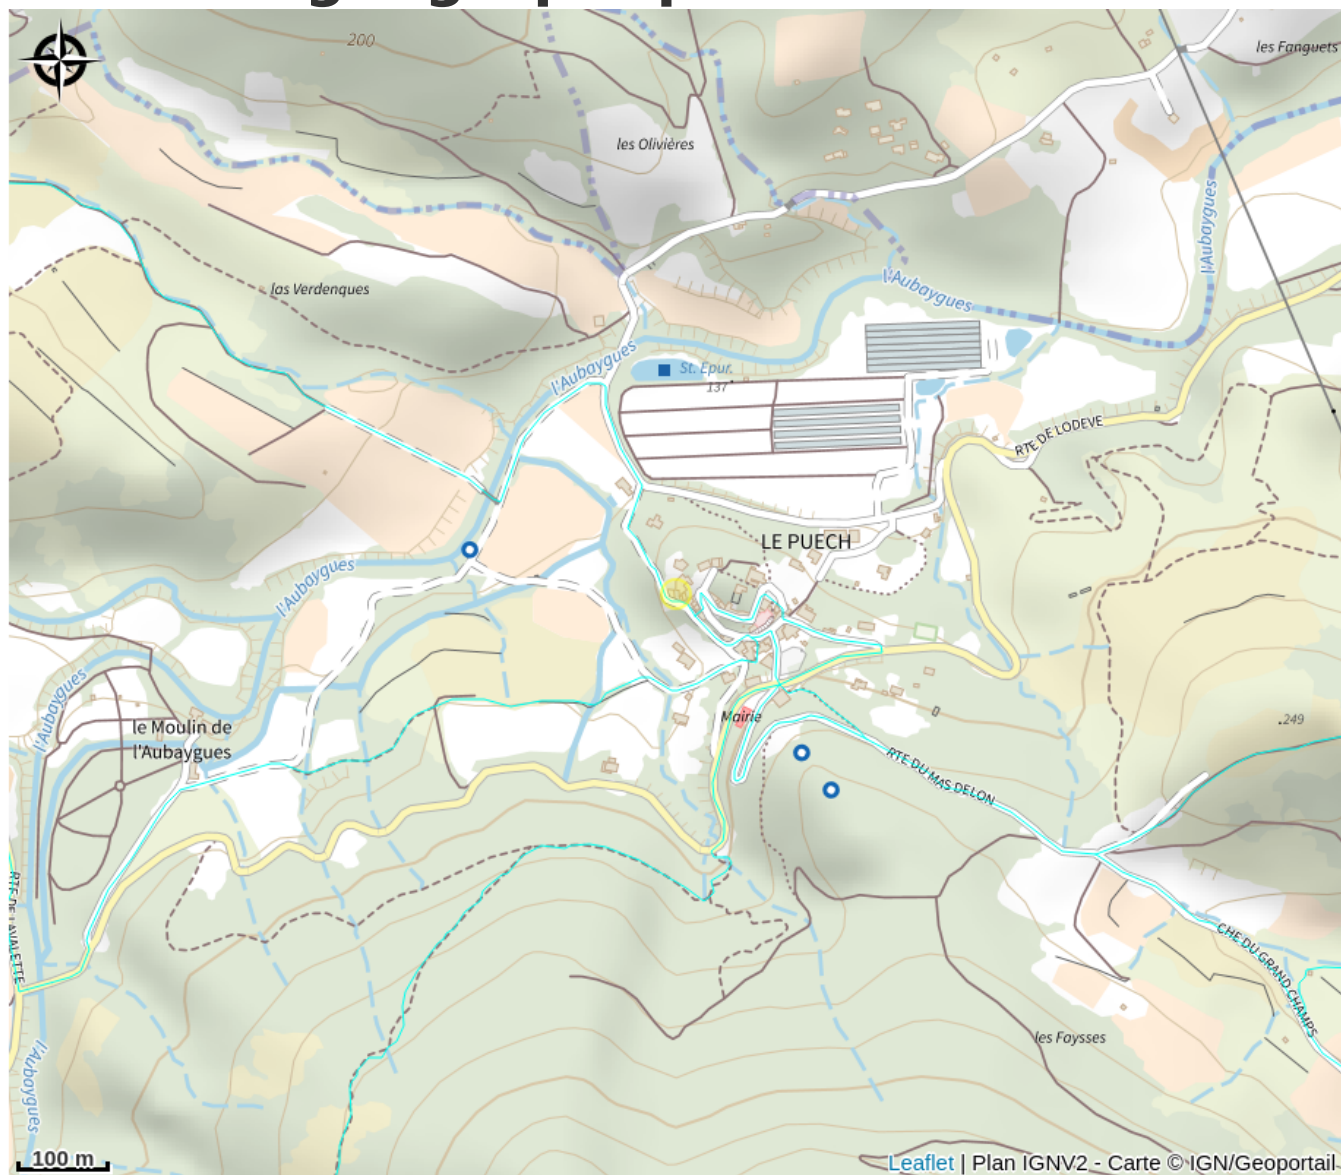 200
les Fanguets
les Olivières
l'Aubaygues
las Verdenques
l'Aubaygues
l'Aubaygues
St. Epur.
137
RTE DE LODEVE
LE PUECH
l'Aubaygues
l'Aubaygues
le Moulin de
l'Aubaygues
Mairie
.249
RTE DU MAS DELON
RTE DE LAVALETTE
CHE DU GRAND CHAMPS
les Faysses
l'Aubaygues
100 m
Leaflet | Plan IGNV2 - Carte © IGN/Geoportail